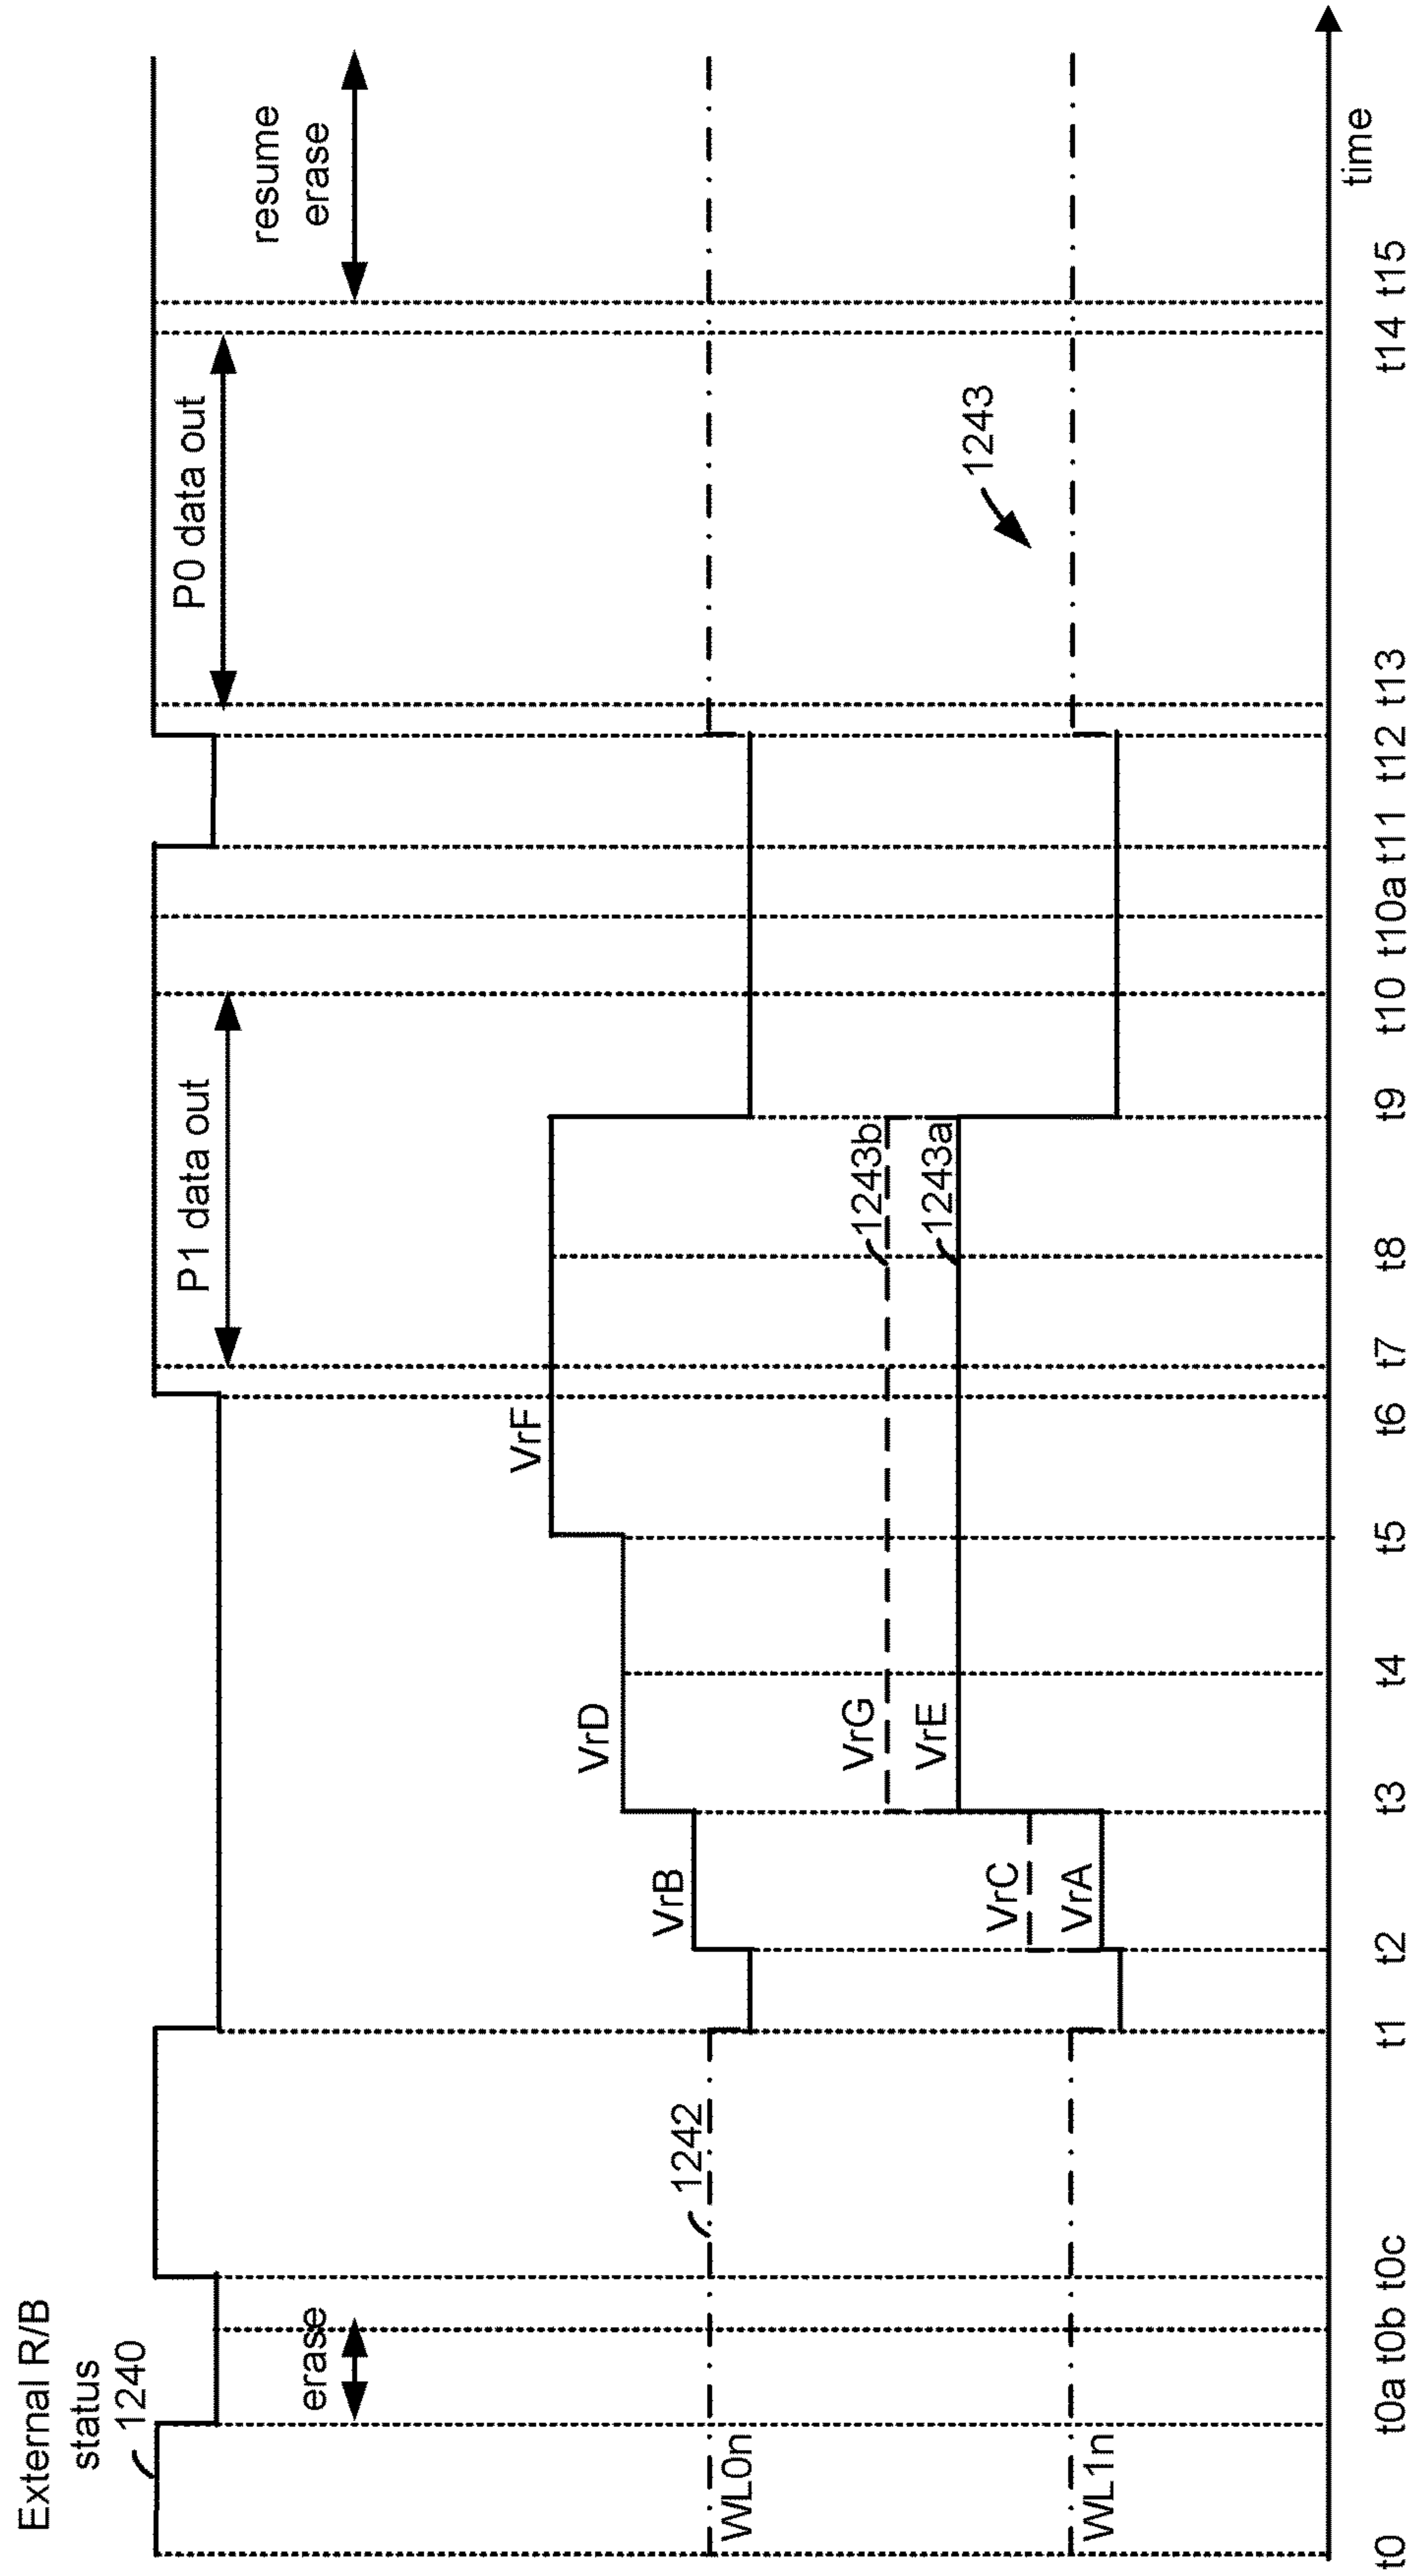 External R/B
status
1240
erase
P1 data out
P0 data out
resume
erase
VrF
VrD
VrB
1242
WL0n
VrG
1243b
VrE
1243a
1243
VrC
VrA
WL1n
time
t0 t0a t0b t0c t1 t2 t3 t4 t5 t6 t7 t8 t9 t10 t10a t11 t12 t13 t14 t15